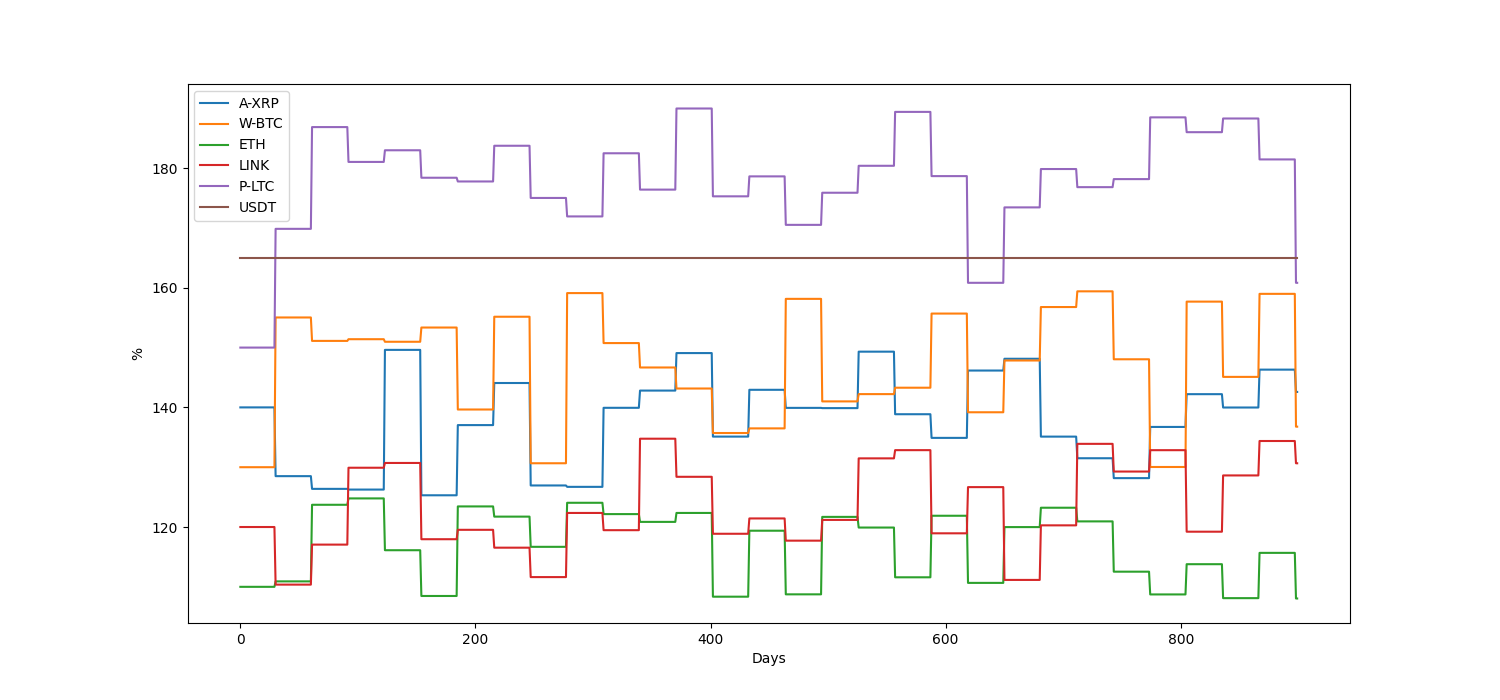 A-XRP
W-BTC
ETH
LINK
P-LTC
USDT
%
180
160
140
120
0 200 400 600 800
Days